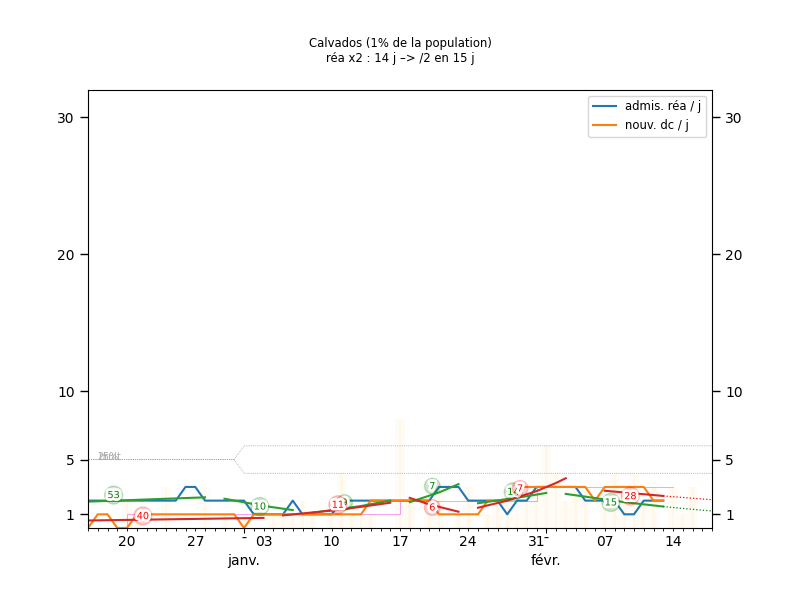 Calvados (1% de la population)
réa x2 : 14 j –> /2 en 15 j
admis. réa / j
nouv. dc / j
30 30
20 20
10 10
5 5
1 1
53
40
10
11
7
6
7
15
28
20 27 - 03 10 17 24 31- 07 14
janv. févr.